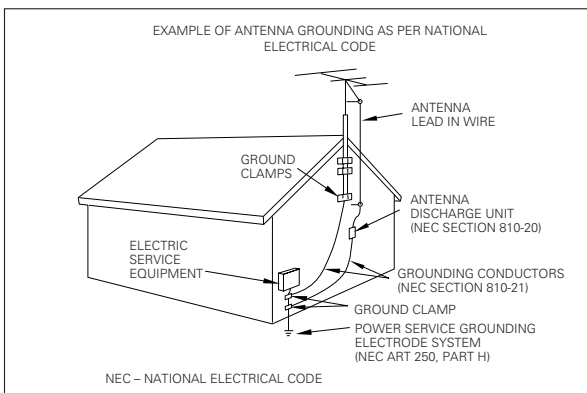 EXAMPLE OF ANTENNA GROUNDING AS PER NATIONAL
ELECTRICAL CODE
ANTENNA
LEAD IN WIRE
GROUND
CLAMPS
ANTENNA
DISCHARGE UNIT
(NEC SECTION 810-20)
ELECTRIC
SERVICE
EQUIPMENT
GROUNDING CONDUCTORS
(NEC SECTION 810-21)
GROUND CLAMP
POWER SERVICE GROUNDING
ELECTRODE SYSTEM
(NEC ART 250, PART H)
NEC – NATIONAL ELECTRICAL CODE